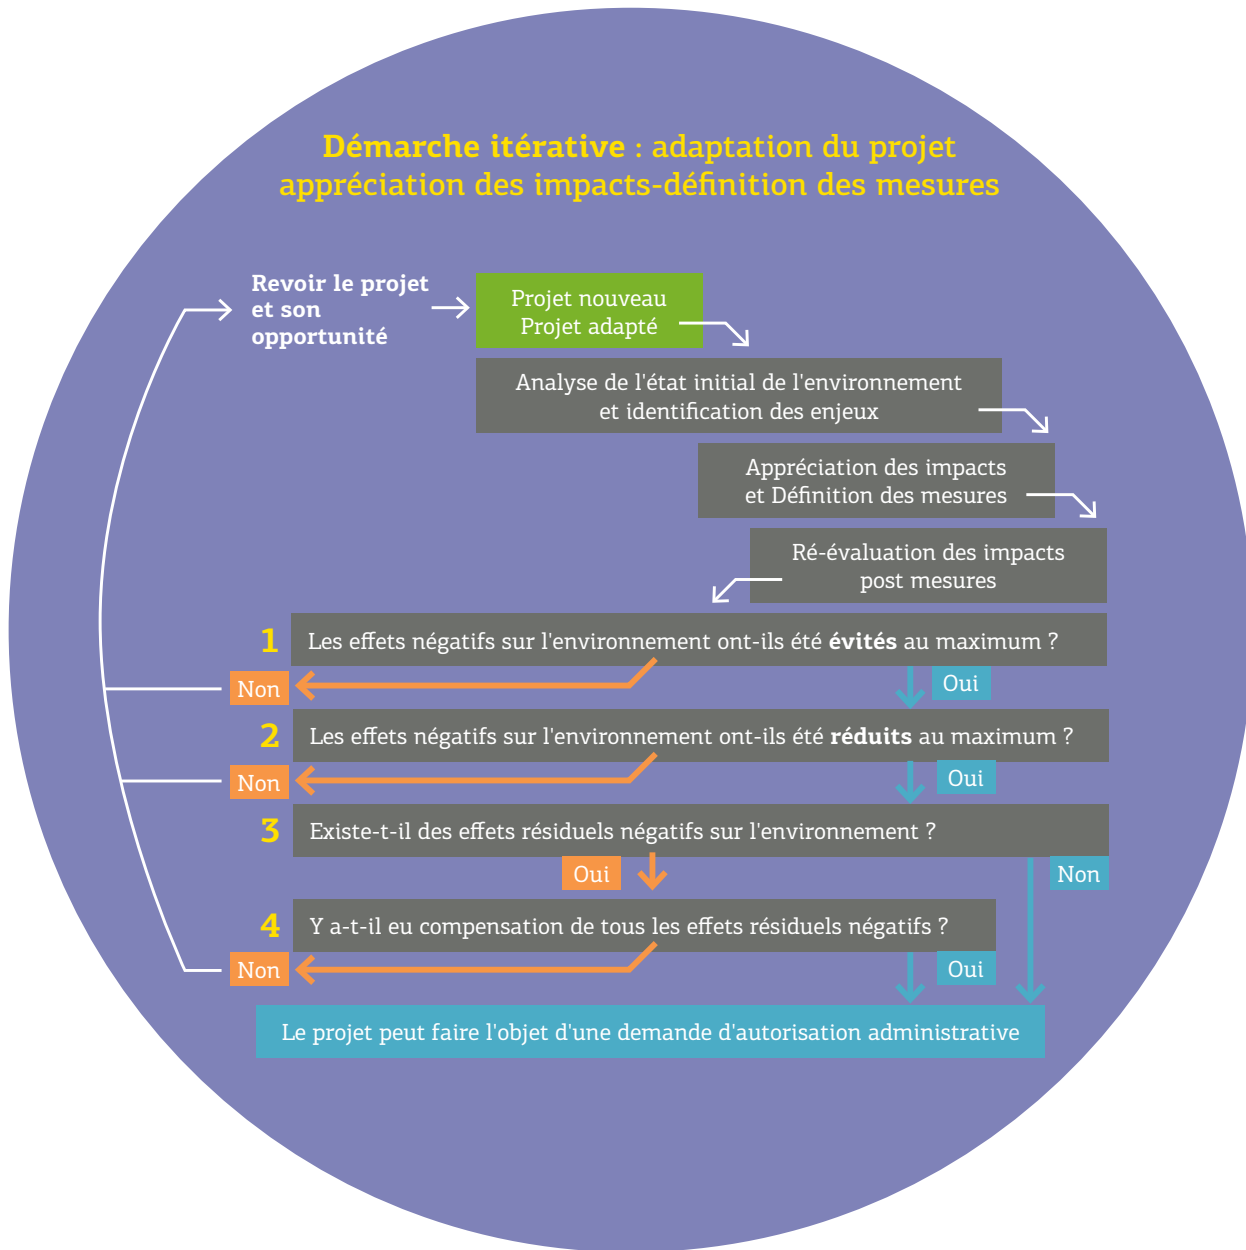 Démarche itérative : adaptation du projet
appréciation des impacts-définition des mesures
Revoir le projet
et son
opportunité
Projet nouveau
Projet adapté
Analyse de l'état initial de l'environnement
et identification des enjeux
Appréciation des impacts
et Définition des mesures
Ré-évaluation des impacts
post mesures
1 Les effets négatifs sur l'environnement ont-ils été évités au maximum ?
Non
Oui
2 Les effets négatifs sur l'environnement ont-ils été réduits au maximum ?
Non
Oui
3 Existe-t-il des effets résiduels négatifs sur l'environnement ?
Oui
Non
4 Y a-t-il eu compensation de tous les effets résiduels négatifs ?
Non
Oui
Le projet peut faire l'objet d'une demande d'autorisation administrative